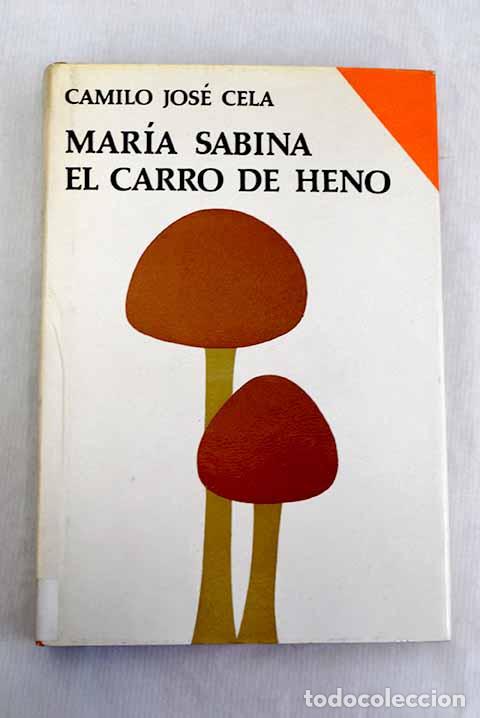 CAMILO JOSÉ CELA
MARÍA SABINA
EL CARRO DE HENO
todocoleccion